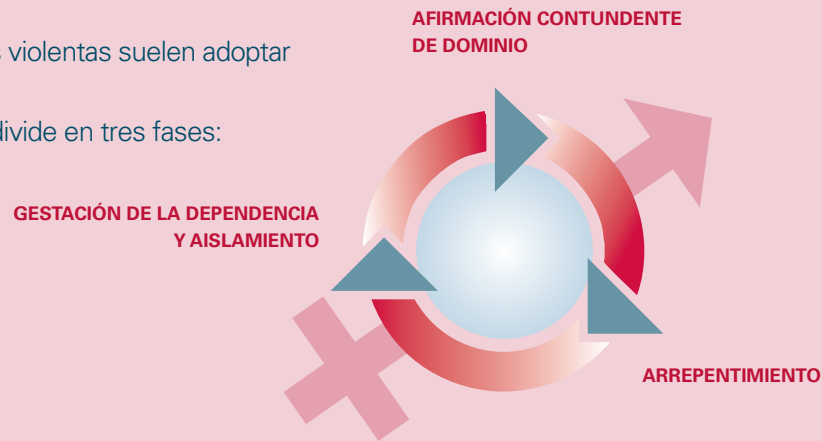 s violentas suelen adoptar
divide en tres fases:
AFIRMACIÓN CONTUNDENTE
DE DOMINIO
GESTACIÓN DE LA DEPENDENCIA
Y AISLAMIENTO
ARREPENTIMIENTO